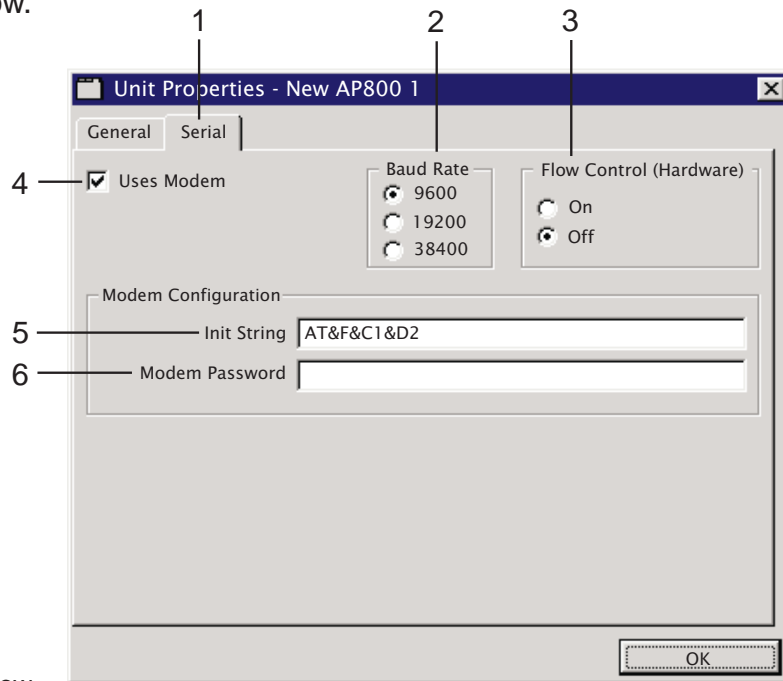 ow.
1 2 3
Unit Properties - New AP800 1
General Serial
4 Uses Modem
Baud Rate
9600
19200
38400
Flow Control (Hardware)
On
Off
Modem Configuration
5 Init String AT&F&C1&D2
6 Modem Password
OK